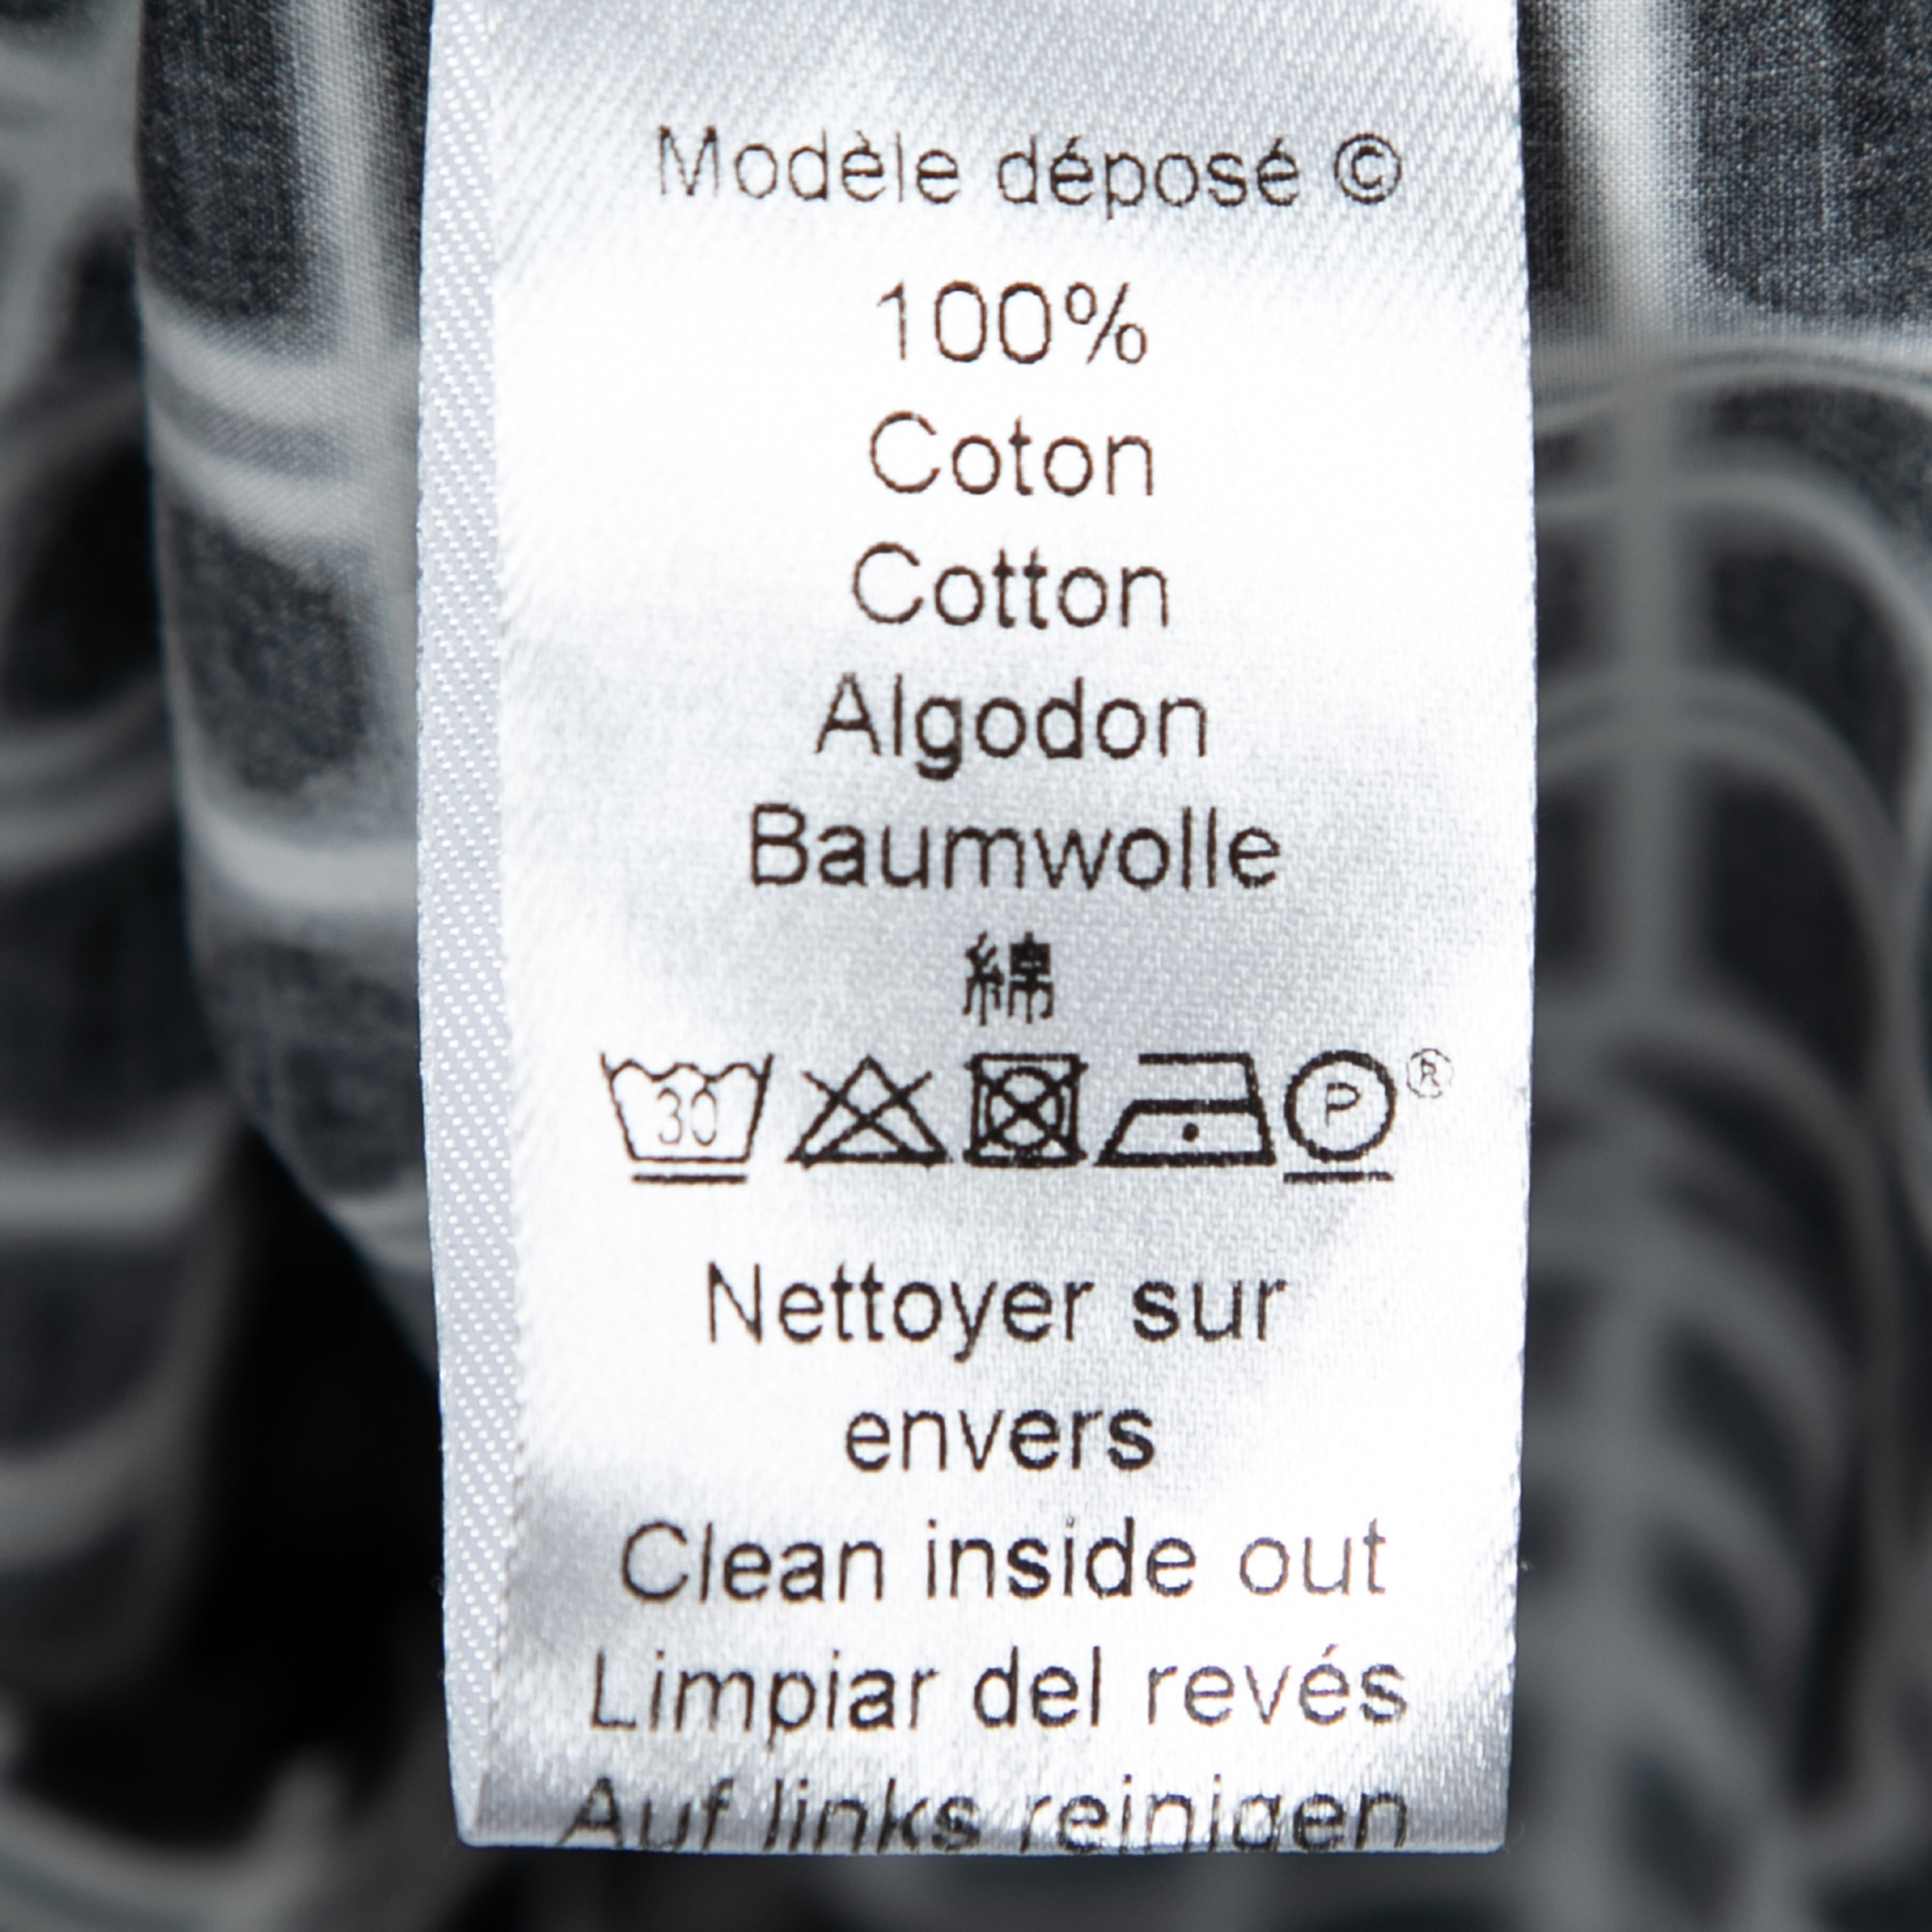 Modèle déposé ©
100%
Coton
Cotton
Algodon
Baumwolle
綿
30 P ®
Nettoyer sur
envers
Clean inside out
Limpiar del revés
Auf links reinigen